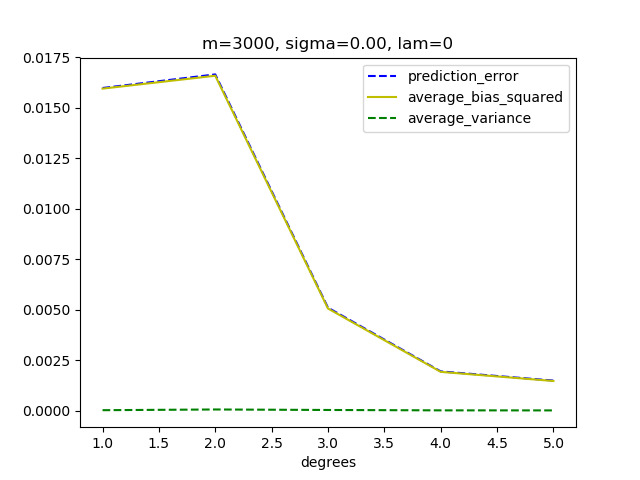 m=3000, sigma=0.00, lam=0
0.0175
0.0150
0.0125
0.0100
0.0075
0.0050
0.0025
0.0000
prediction_error
average_bias_squared
average_variance
1.0 1.5 2.0 2.5 3.0 3.5 4.0 4.5 5.0
degrees